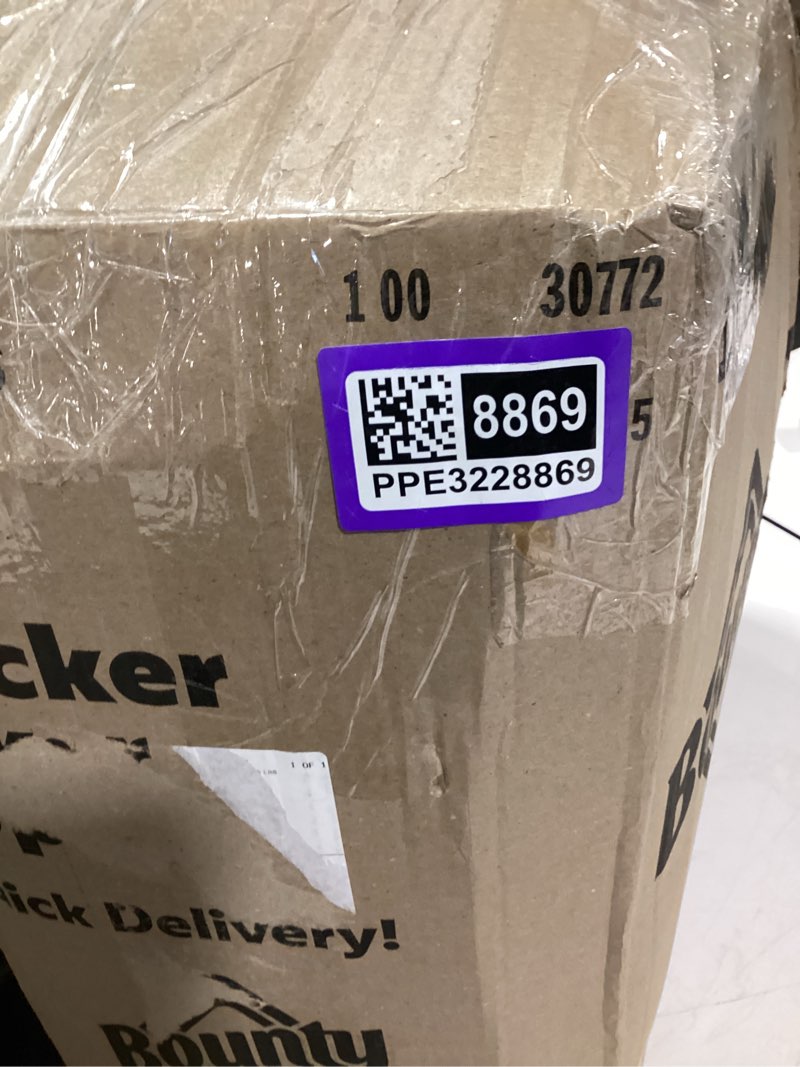 1 00 30772
8869
5
PPE3228869
cker
1 OF 1
ick Delivery!
Bounty